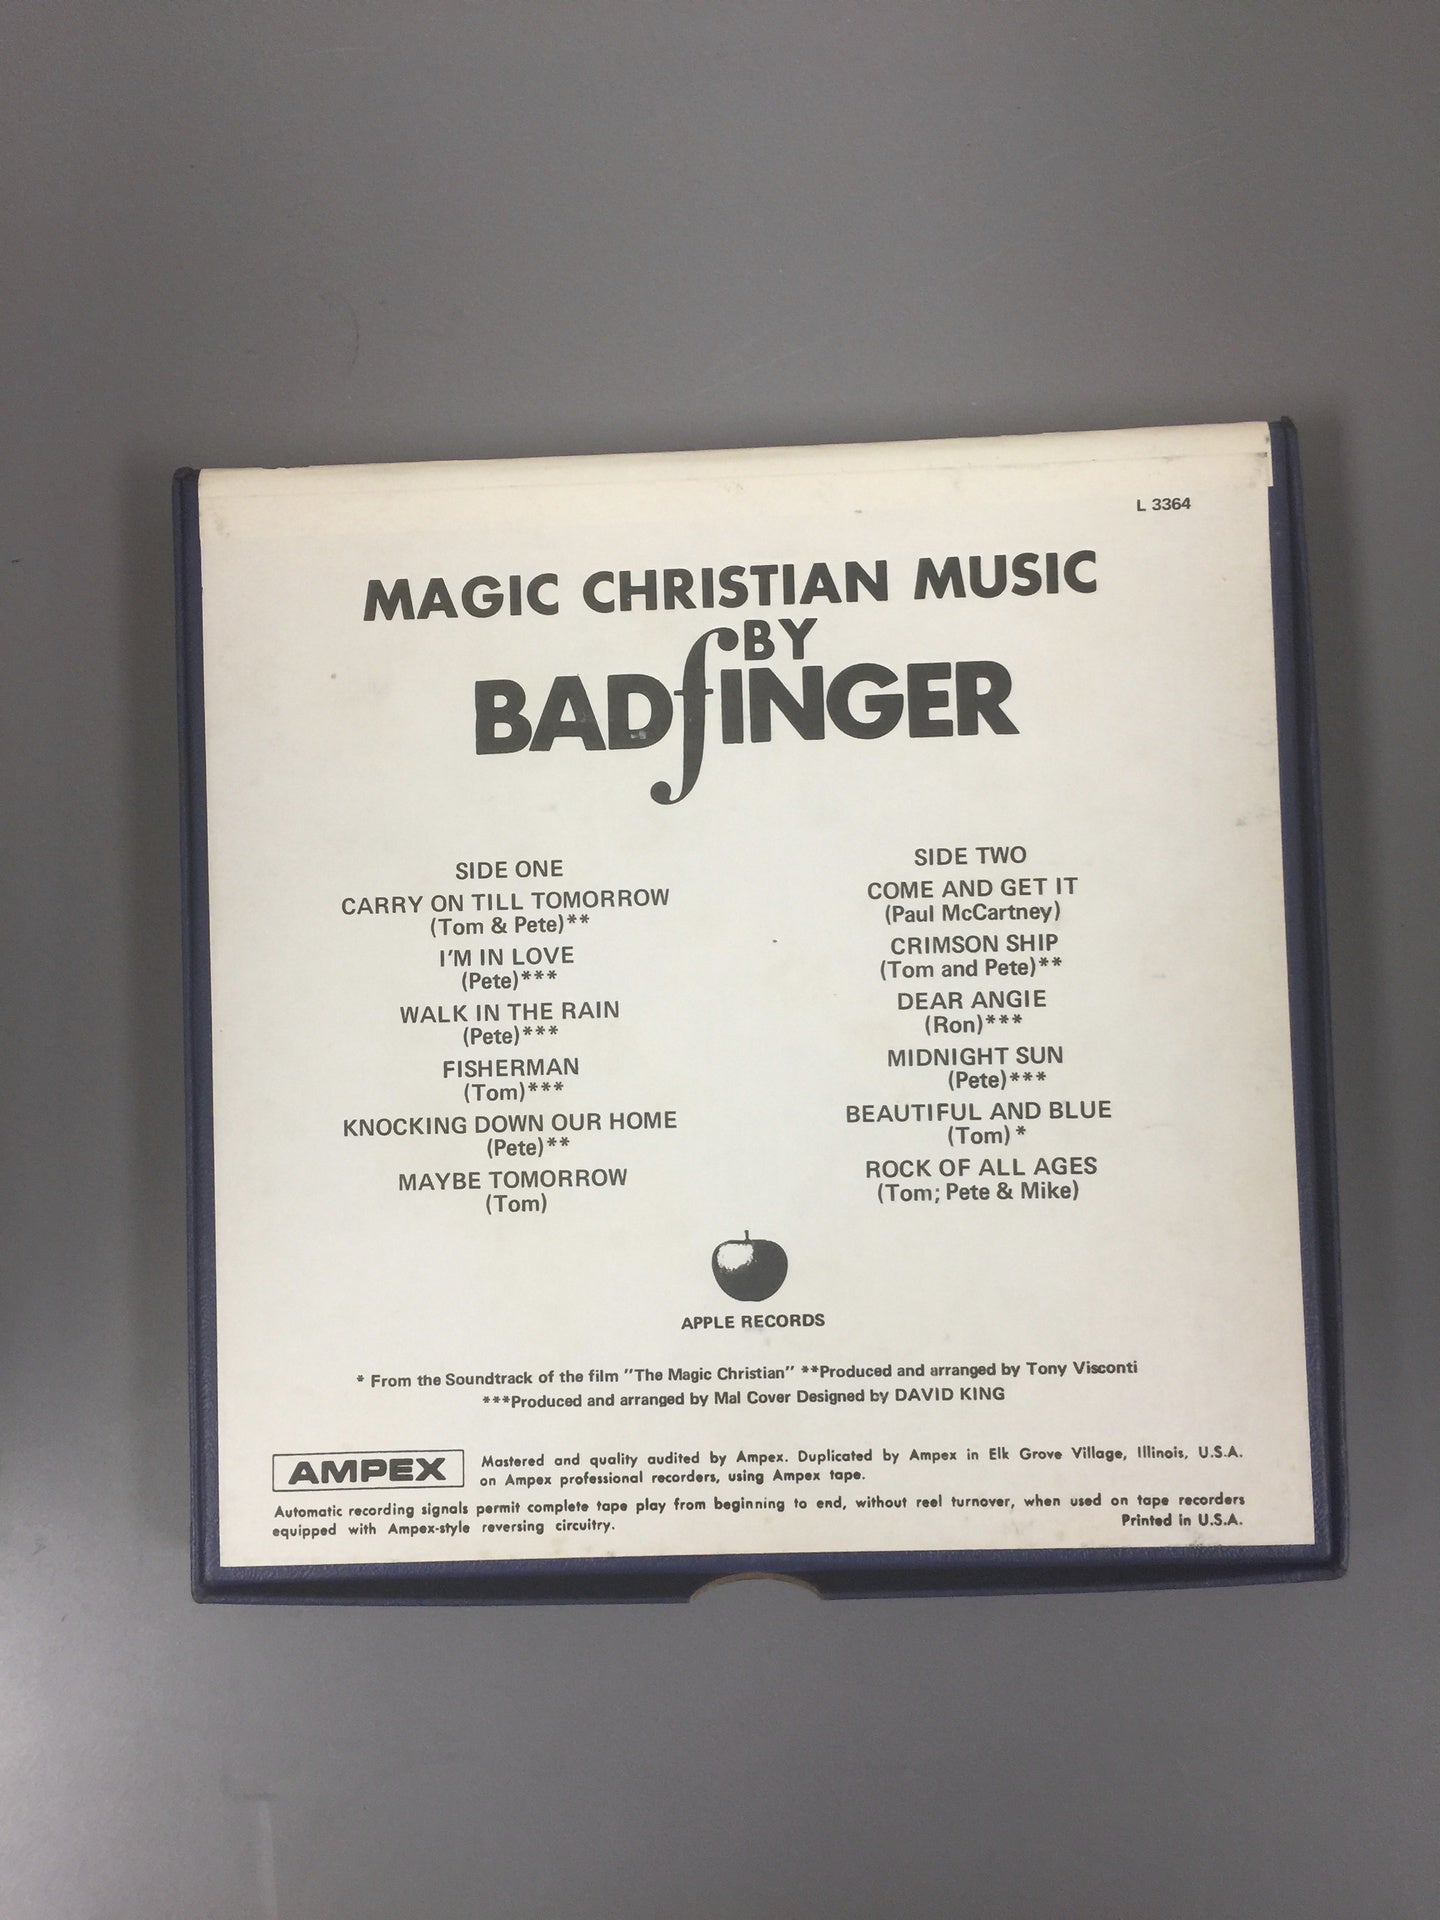 L 3364
MAGIC CHRISTIAN MUSIC
BY
BADfINGER
SIDE ONE
CARRY ON TILL TOMORROW
(Tom & Pete)**
I'M IN LOVE
(Pete)***
WALK IN THE RAIN
(Pete)***
FISHERMAN
(Tom)***
KNOCKING DOWN OUR HOME
(Pete)**
MAYBE TOMORROW
(Tom)
SIDE TWO
COME AND GET IT
(Paul McCartney)
CRIMSON SHIP
(Tom and Pete)**
DEAR ANGIE
(Ron)***
MIDNIGHT SUN
(Pete)***
BEAUTIFUL AND BLUE
(Tom) *
ROCK OF ALL AGES
(Tom; Pete & Mike)
APPLE RECORDS
* From the Soundtrack of the film "The Magic Christian" **Produced and arranged by Tony Visconti
***Produced and arranged by Mal Cover Designed by DAVID KING
AMPEX
Mastered and quality audited by Ampex. Duplicated by Ampex in Elk Grove Village, Illinois, U.S.A.
on Ampex professional recorders, using Ampex tape.
Automatic recording signals permit complete tape play from beginning to end, without reel turnover, when used on tape recorders
equipped with Ampex-style reversing circuitry.
Printed in U.S.A.